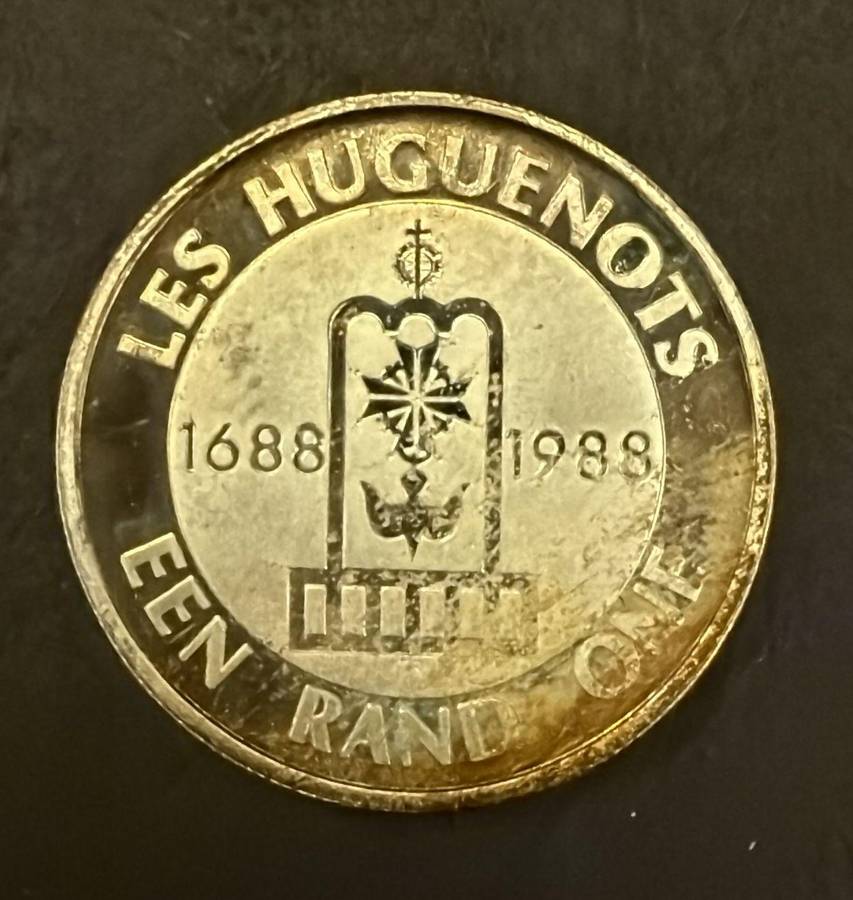 LES HUGUENOTS
1688 1988
EEN RAND ONE